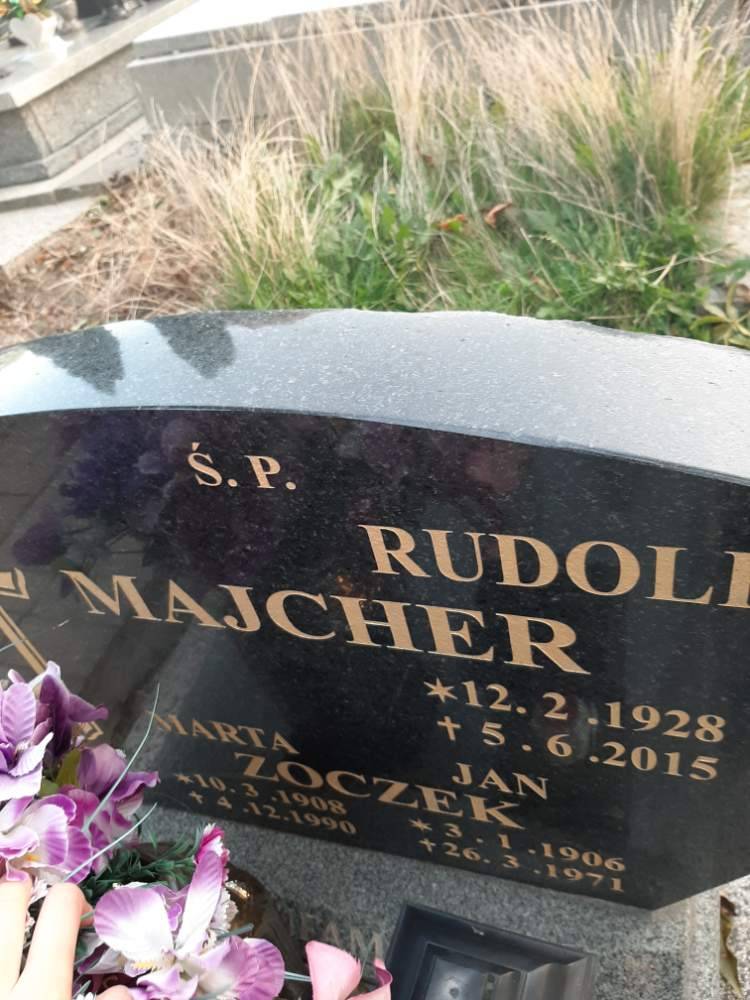 Ś. P.
RUDOL
MAJCHER
✶12. 2 .1928
✝ 5 . 6 .2015
MARTA
JAN
ZOCZEK
✶10. 3 .1908
✝ 4 .12.1990
✶ 3 . 1 .1906
✝26. 3 .1971